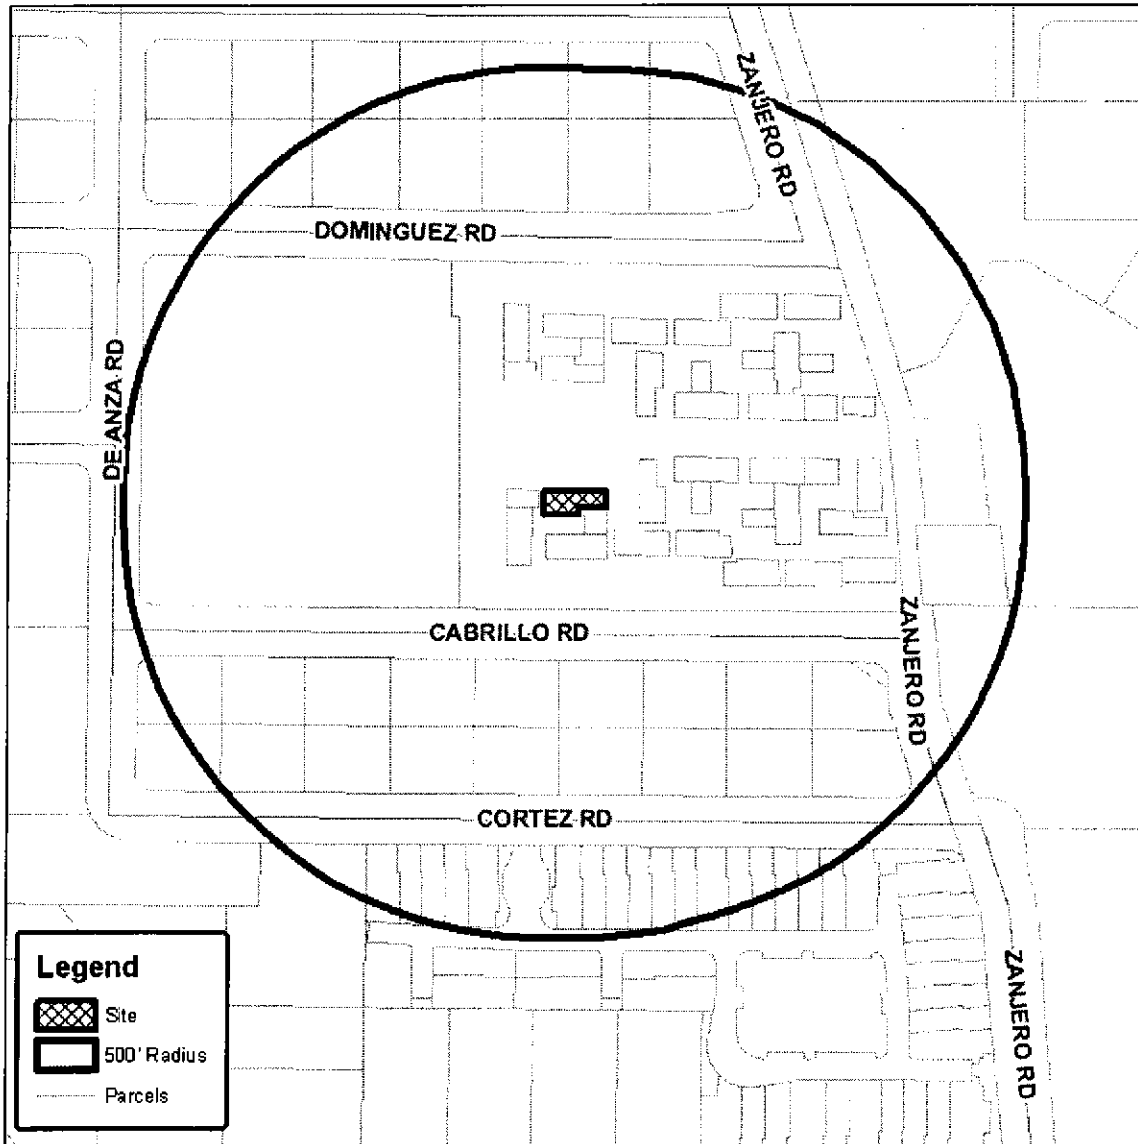 ZANJERO RD
DOMINGUEZ RD
DE ANZA RD
CABRILLO RD
ZANJERO RD
CORTEZ RD
ZANJERO RD
Legend
Site
500' Radius
Parcels